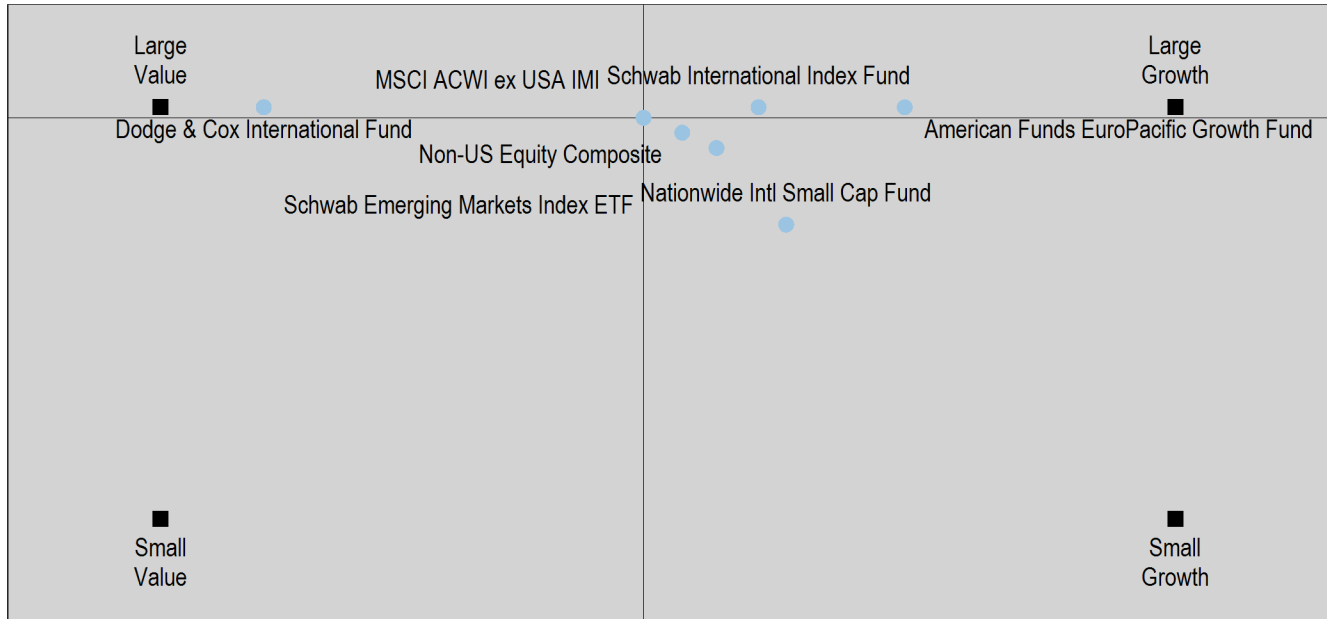 Large
Value
MSCI ACWI ex USA IMI
Schwab International Index Fund
Large
Growth
Dodge & Cox International Fund
American Funds EuroPacific Growth Fund
Non-US Equity Composite
Schwab Emerging Markets Index ETF
Nationwide Intl Small Cap Fund
Small
Value
Small
Growth